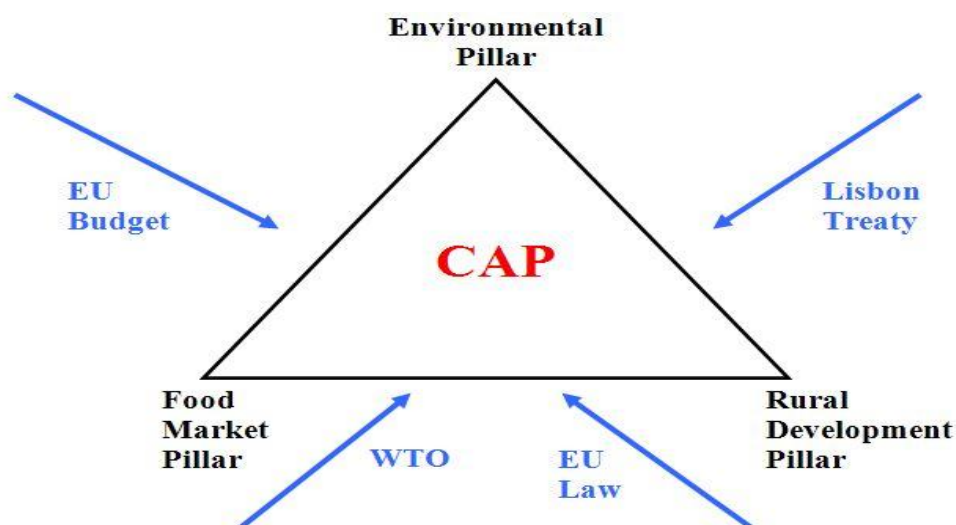 Environmental
Pillar
EU
Budget
Lisbon
Treaty
CAP
Food
Market
Pillar
WTO
EU
Law
Rural
Development
Pillar